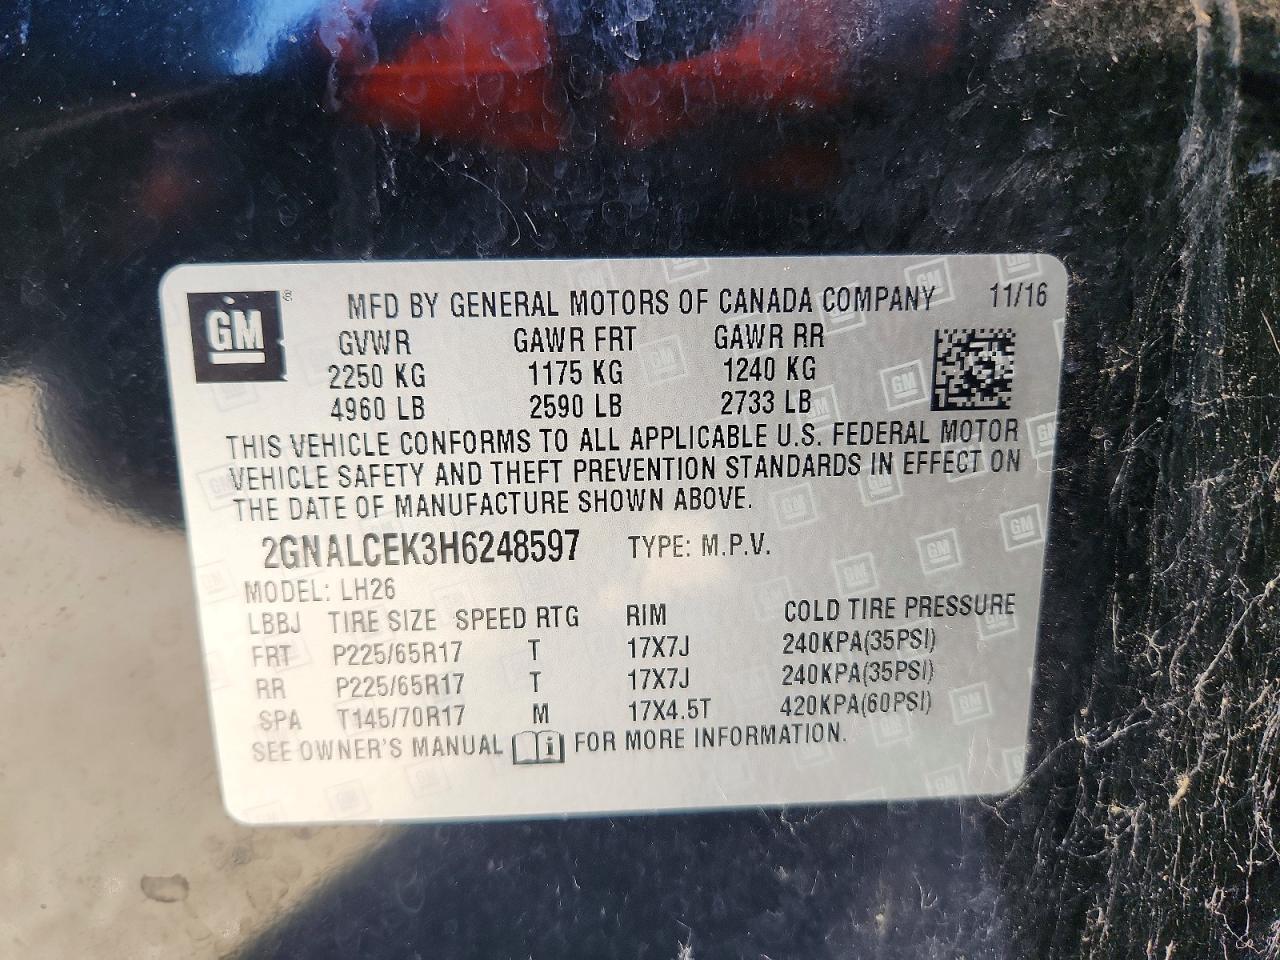 GM ® MFD BY GENERAL MOTORS OF CANADA COMPANY 11/16
GVWR GAWR FRT GAWR RR
2250 KG 1175 KG 1240 KG
4960 LB 2590 LB 2733 LB
THIS VEHICLE CONFORMS TO ALL APPLICABLE U.S. FEDERAL MOTOR
VEHICLE SAFETY AND THEFT PREVENTION STANDARDS IN EFFECT ON
THE DATE OF MANUFACTURE SHOWN ABOVE.
2GNALCEK3H6248597 TYPE: M.P.V.
MODEL: LH26
LBBJ TIRE SIZE SPEED RTG RIM COLD TIRE PRESSURE
FRT P225/65R17 T 17X7J 240KPA(35PSI)
RR P225/65R17 T 17X7J 240KPA(35PSI)
SPA T145/70R17 M 17X4.5T 420KPA(60PSI)
SEE OWNER'S MANUAL i FOR MORE INFORMATION.